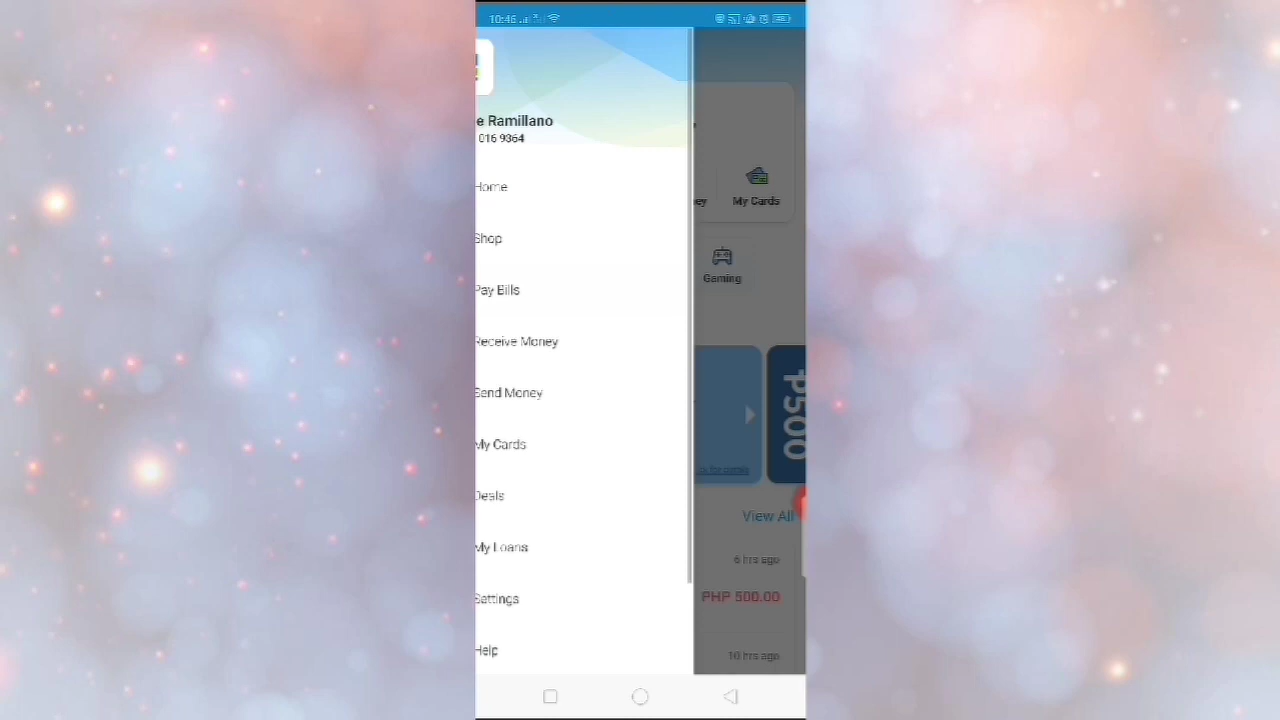 10:46
e Ramillano
016 9364
Home
Shop
Pay Bills
Receive Money
Send Money
My Cards
Deals
My Loans
Settings
Help
ey
My Cards
Gaming
₱500
View All
6 hrs ago
PHP 500.00
10 hrs ago